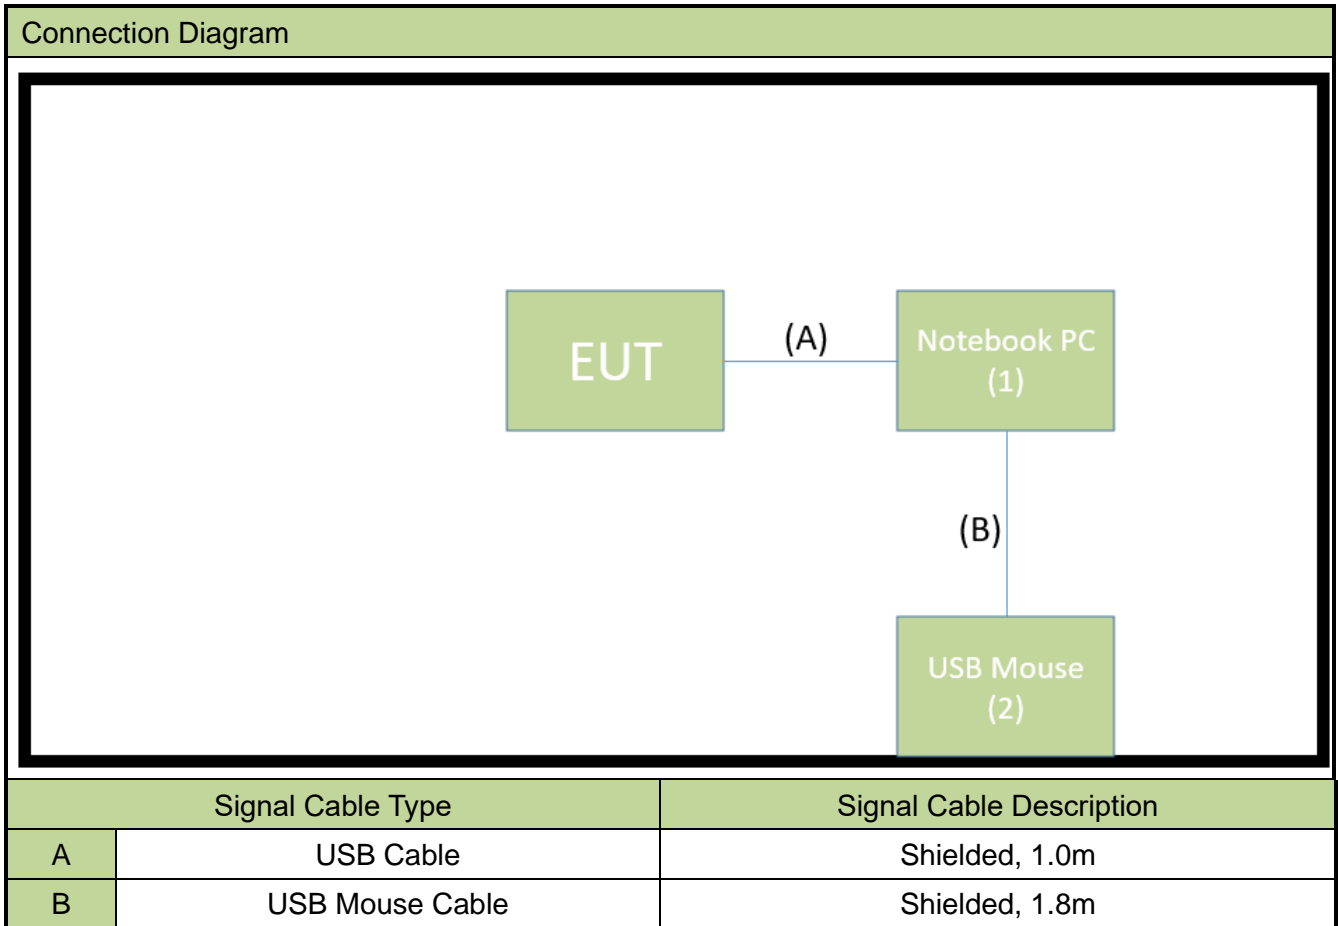 Connection Diagram
EUT
(A)
Notebook PC
(1)
(B)
USB Mouse
(2)
Signal Cable Type Signal Cable Description
A USB Cable Shielded, 1.0m
B USB Mouse Cable Shielded, 1.8m